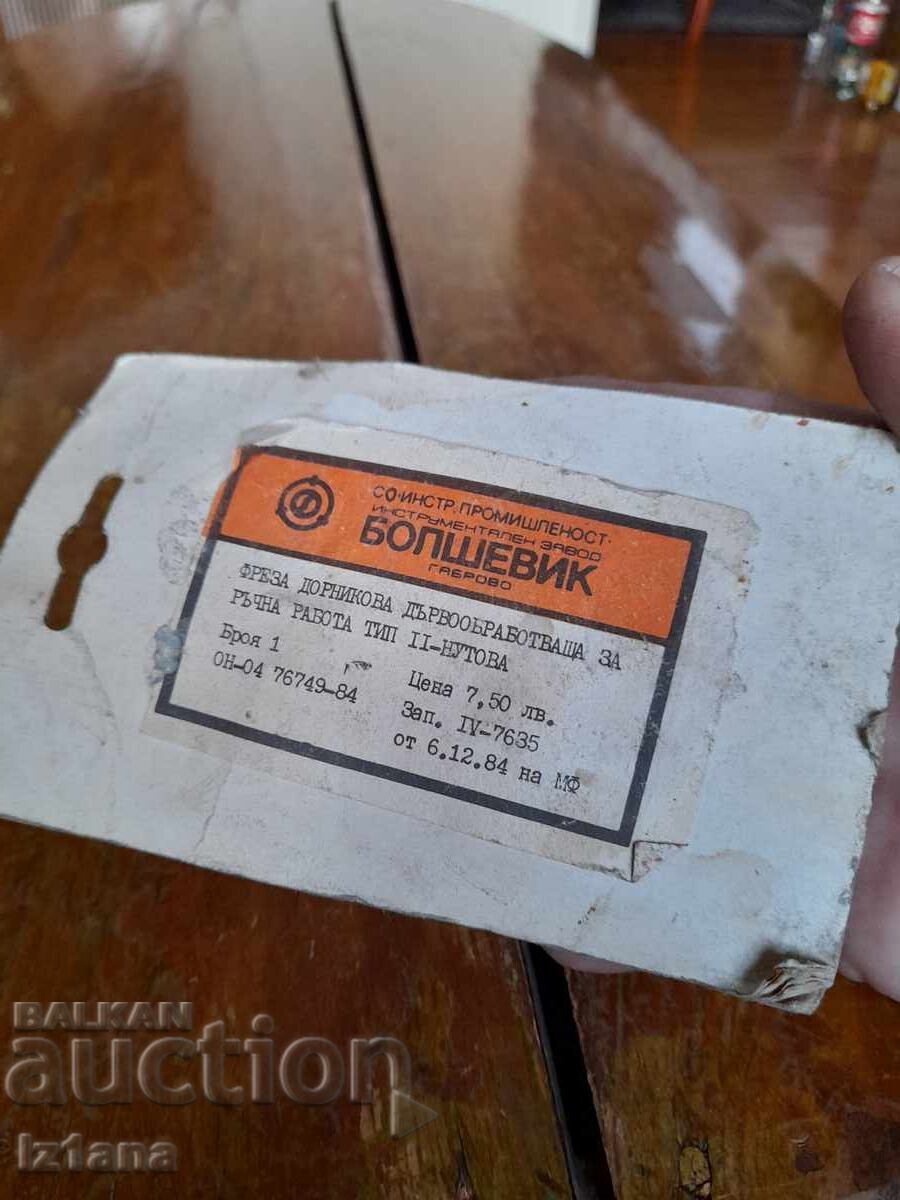 СО„ИНСТР. ПРОМИШЛЕНОСТ„
ИНСТРУМЕНТАЛЕН ЗАВОД
БОЛШЕВИК
ГАБРОВО
ФРЕЗА ДОРНИКОВА ДЪРВООБРАБОТВАЩА ЗА
РЪЧНА РАБОТА ТИП II-НУТОВА
Броя 1 Цена 7,50 лв.
ОН-04 76749-84 Зап. IV-7635
от 6.12.84 на МФ
BALKAN
auction
Iz1ana